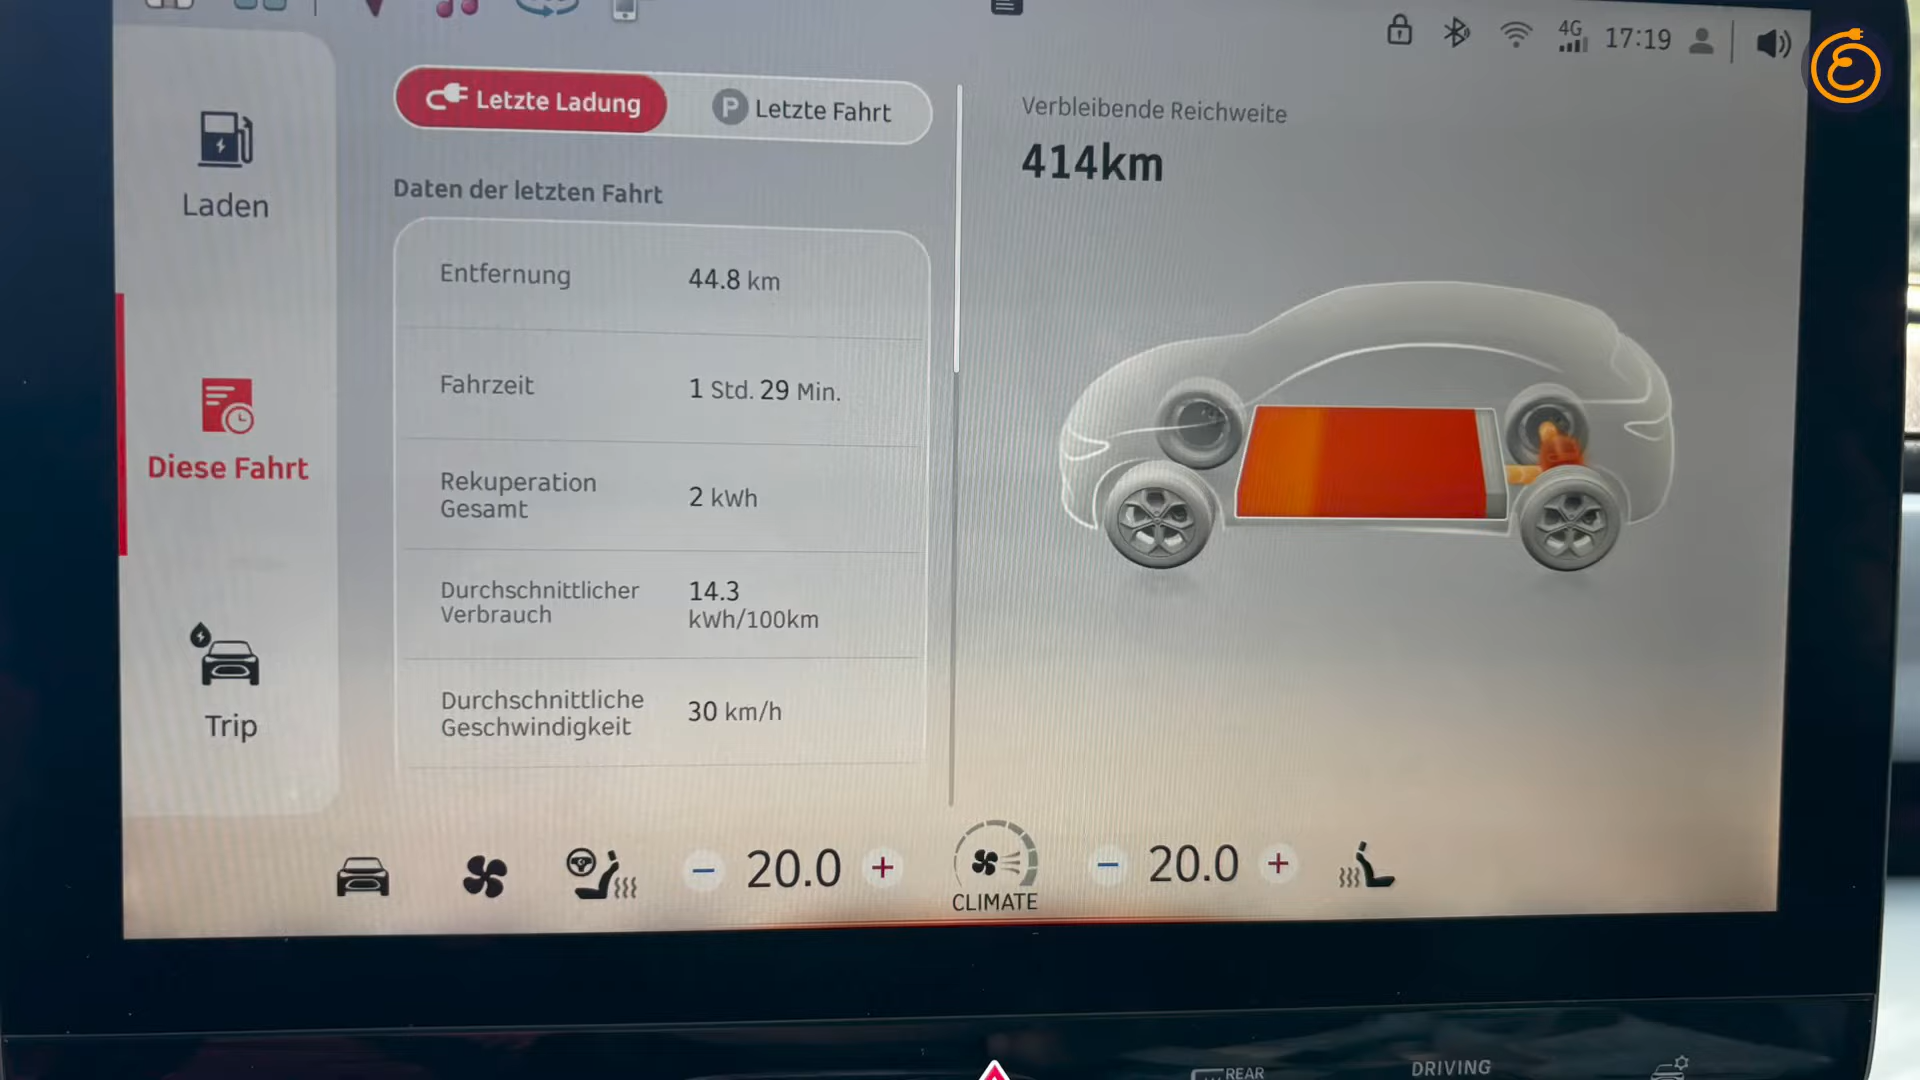 4G
17:19
Laden
Diese Fahrt
Trip
Letzte Ladung
P Letzte Fahrt
Daten der letzten Fahrt
Entfernung 44.8 km
Fahrzeit 1 Std. 29 Min.
Rekuperation
Gesamt
2 kWh
Durchschnittlicher
Verbrauch
14.3
kWh/100km
Durchschnittliche
Geschwindigkeit
30 km/h
Verbleibende Reichweite
414km
− 20.0 +
CLIMATE
− 20.0 +
REAR
DRIVING